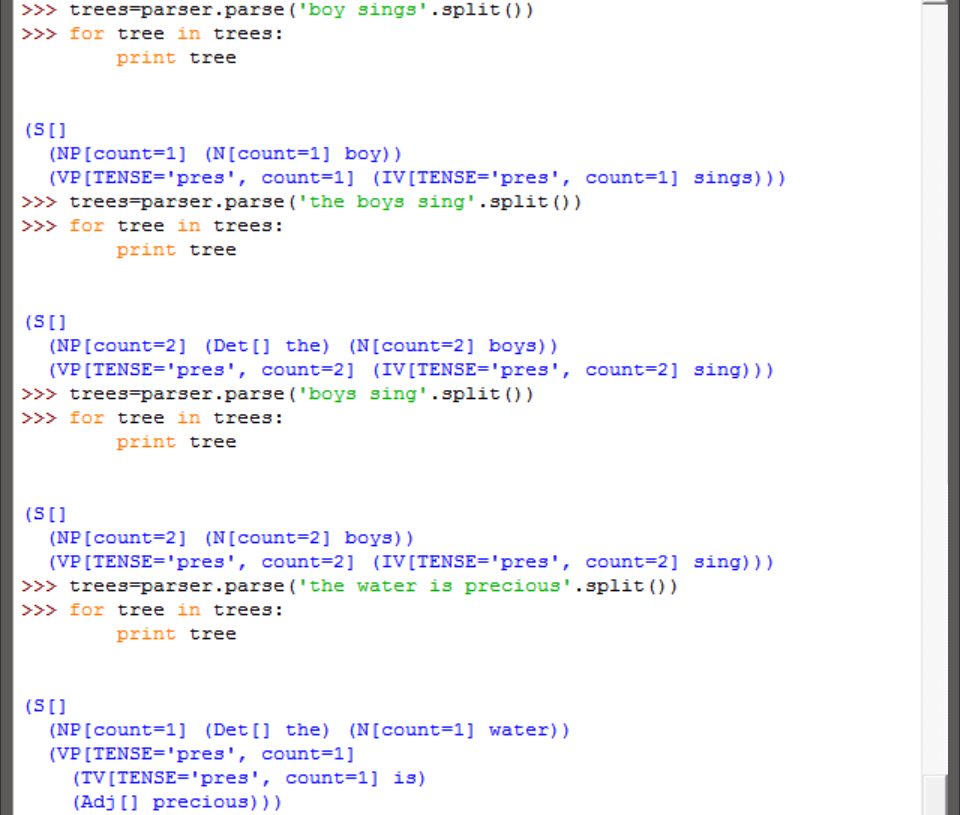 >>> trees=parser.parse('boy sings'.split())
>>> for tree in trees:
        print tree
(S[]
  (NP[count=1] (N[count=1] boy))
  (VP[TENSE='pres', count=1] (IV[TENSE='pres', count=1] sings)))
>>> trees=parser.parse('the boys sing'.split())
>>> for tree in trees:
        print tree
(S[]
  (NP[count=2] (Det[] the) (N[count=2] boys))
  (VP[TENSE='pres', count=2] (IV[TENSE='pres', count=2] sing)))
>>> trees=parser.parse('boys sing'.split())
>>> for tree in trees:
        print tree
(S[]
  (NP[count=2] (N[count=2] boys))
  (VP[TENSE='pres', count=2] (IV[TENSE='pres', count=2] sing)))
>>> trees=parser.parse('the water is precious'.split())
>>> for tree in trees:
        print tree
(S[]
  (NP[count=1] (Det[] the) (N[count=1] water))
  (VP[TENSE='pres', count=1]
    (TV[TENSE='pres', count=1] is)
    (Adj[] precious)))